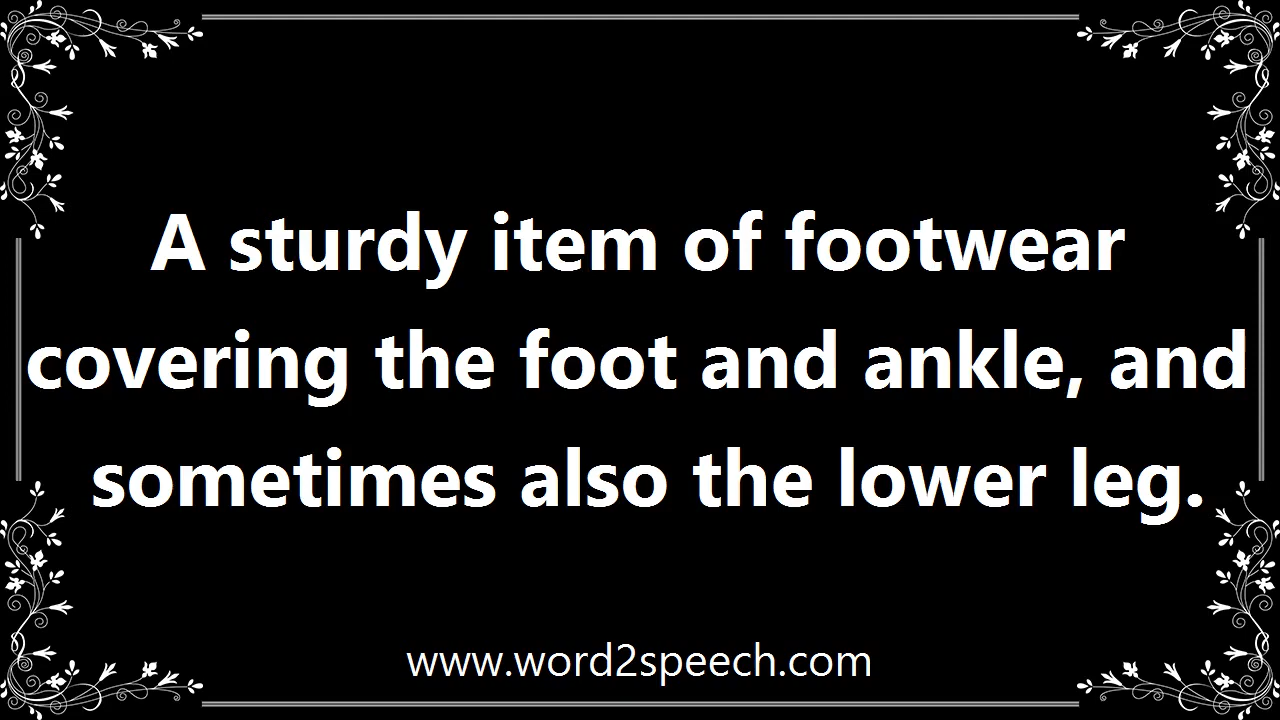 A sturdy item of footwear
covering the foot and ankle, and
sometimes also the lower leg.
www.word2speech.com